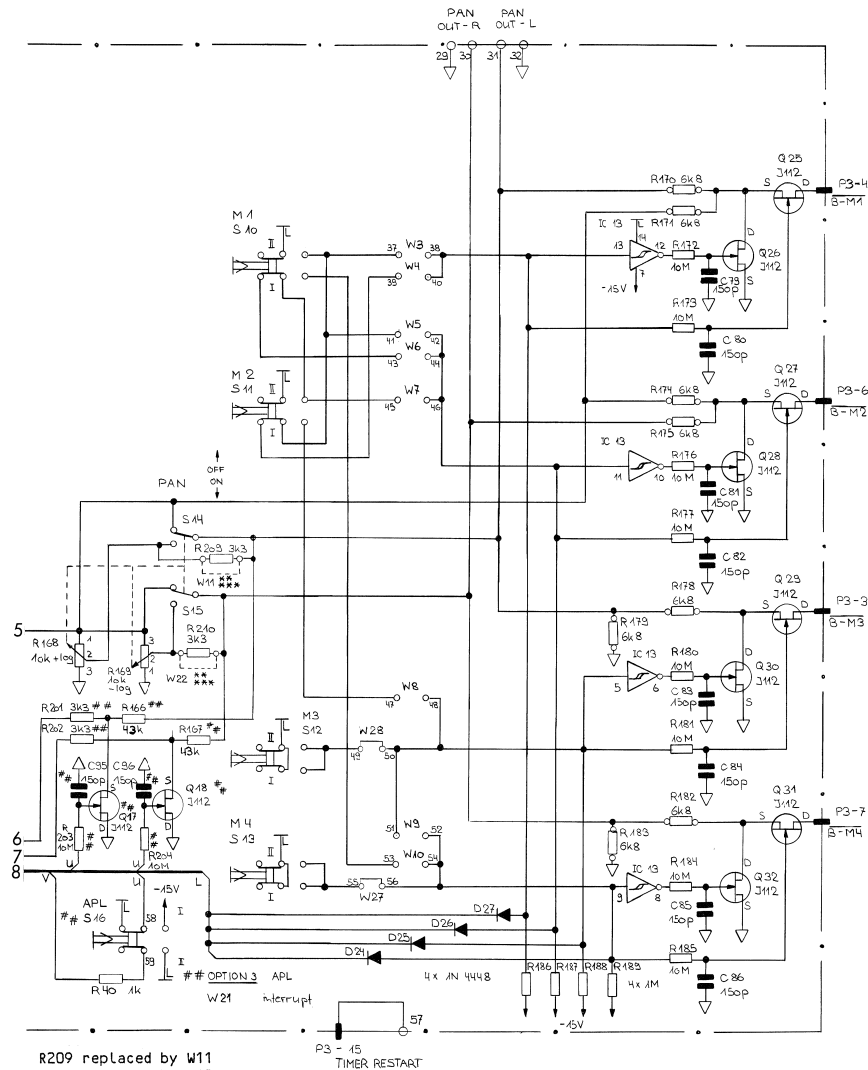 PAN OUT-R
PAN OUT-L
29
30
31
32
Q25
J112
S
D
P3-4
B-M1
R170 6k8
R171 6k8
M1
S10
L
II
I
37
W3
38
W4
39
40
IC 13
L
14
13
12
R172
10M
7
-15V
C79
150p
D
Q26
J112
S
R173
10M
C80
150p
W5
41
42
W6
43
44
M2
S11
L
II
I
W7
45
46
Q27
J112
S
D
P3-6
B-M2
R174 6k8
R175 6k8
IC 13
11
10
R176
10M
C81
150p
D
Q28
J112
S
R177
10M
C82
150p
OFF
ON
PAN
S14
R209 3k3
W11 **
***
S15
R210
3k3
W22 **
***
5
R168
10k+log
1
2
3
R169
10k
-log
3
2
1
R201 3k3 ##
R166 ##
43k
R202 3k3 ##
R167 ##
43k
Q29
J112
S
D
P3-3
B-M3
R178
6k8
R179
6k8
IC 13
5
6
R180
10M
C83
150p
D
Q30
J112
S
R181
10M
C84
150p
W8
47
48
M3
S12
L
II
I
W28
49
50
W9
51
52
W10
53
54
W27
55
56
M4
S13
L
II
I
C95
150p
##
C96
150p
##
S
Q17
J112
##
D
S
Q18
J112
##
D
R203
10M
##
R204
10M
##
6
7
8
V
U
U
L
Q31
J112
S
D
P3-7
B-M4
R182
6k8
R183
6k8
IC 13
9
8
R184
10M
C85
150p
D
Q32
J112
S
R185
10M
C86
150p
APL
## S16
L
-15V
58
59
I
I
L
R40 1k
D27
D26
D25
D24
4x 1N 4448
R186
R187
R188
R189
4x 1M
-15V
## OPTION 3 APL
W21 interrupt
57
P3 - 15
TIMER RESTART
R209 replaced by W11